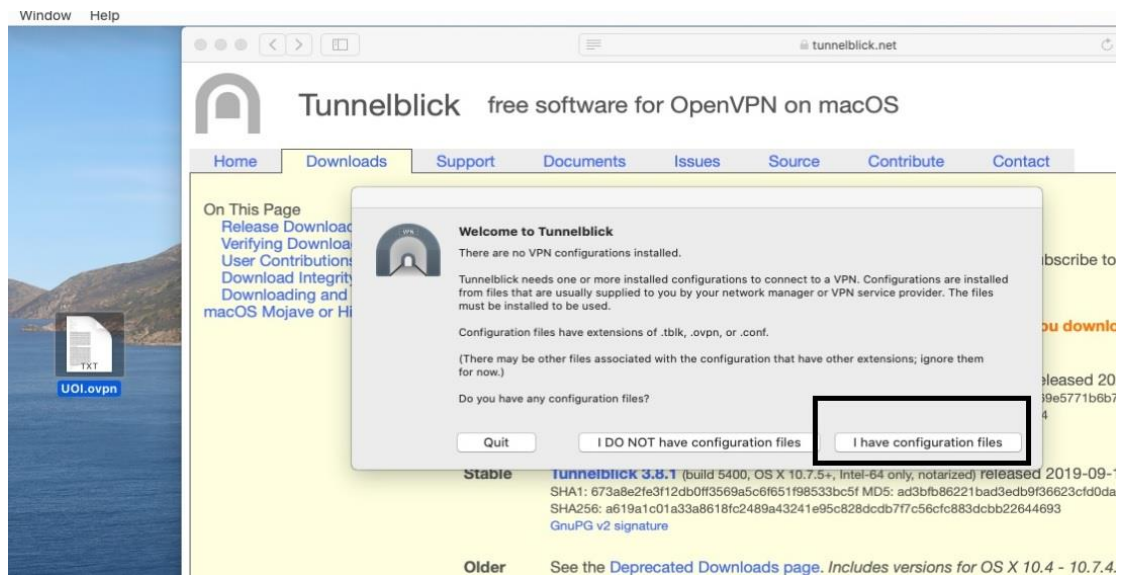 Window Help
tunnelblick.net
Tunnelblick free software for OpenVPN on macOS
Home Downloads Support Documents Issues Source Contribute Contact
On This Page
Release Download
Verifying Downloa
User Contributions
Download Integrity
Downloading and
macOS Mojave or Hi
VPN
Welcome to Tunnelblick
There are no VPN configurations installed.
Tunnelblick needs one or more installed configurations to connect to a VPN. Configurations are installed
from files that are usually supplied to you by your network manager or VPN service provider. The files
must be installed to be used.
Configuration files have extensions of .tblk, .ovpn, or .conf.
(There may be other files associated with the configuration that have other extensions; ignore them
for now.)
Do you have any configuration files?
Quit I DO NOT have configuration files I have configuration files
ubscribe to
ou downlo
eleased 20
69e5771b6b7
4
TXT
UOI.ovpn
Stable Tunnelblick 3.8.1 (build 5400, OS X 10.7.5+, Intel-64 only, notarized) released 2019-09-1
SHA1: 673a8e2fe3f12db0ff3569a5c6f651f98533bc5f MD5: ad3bfb86221bad3edb9f36623cfd0da
SHA256: a619a1c01a33a8618fc2489a43241e95c828dcdb7f7c56cfc883dcbb22644693
GnuPG v2 signature
Older See the Deprecated Downloads page. Includes versions for OS X 10.4 - 10.7.4.